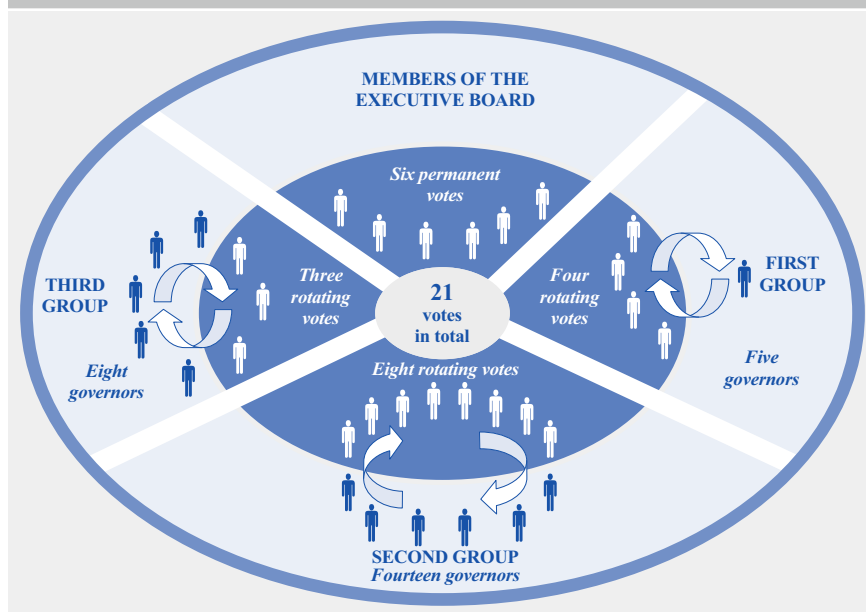 MEMBERS OF THE
EXECUTIVE BOARD
Six permanent
votes
THIRD
GROUP
Eight
governors
Three
rotating
votes
21
votes
in total
Four
rotating
votes
FIRST
GROUP
Five
governors
Eight rotating votes
SECOND GROUP
Fourteen governors